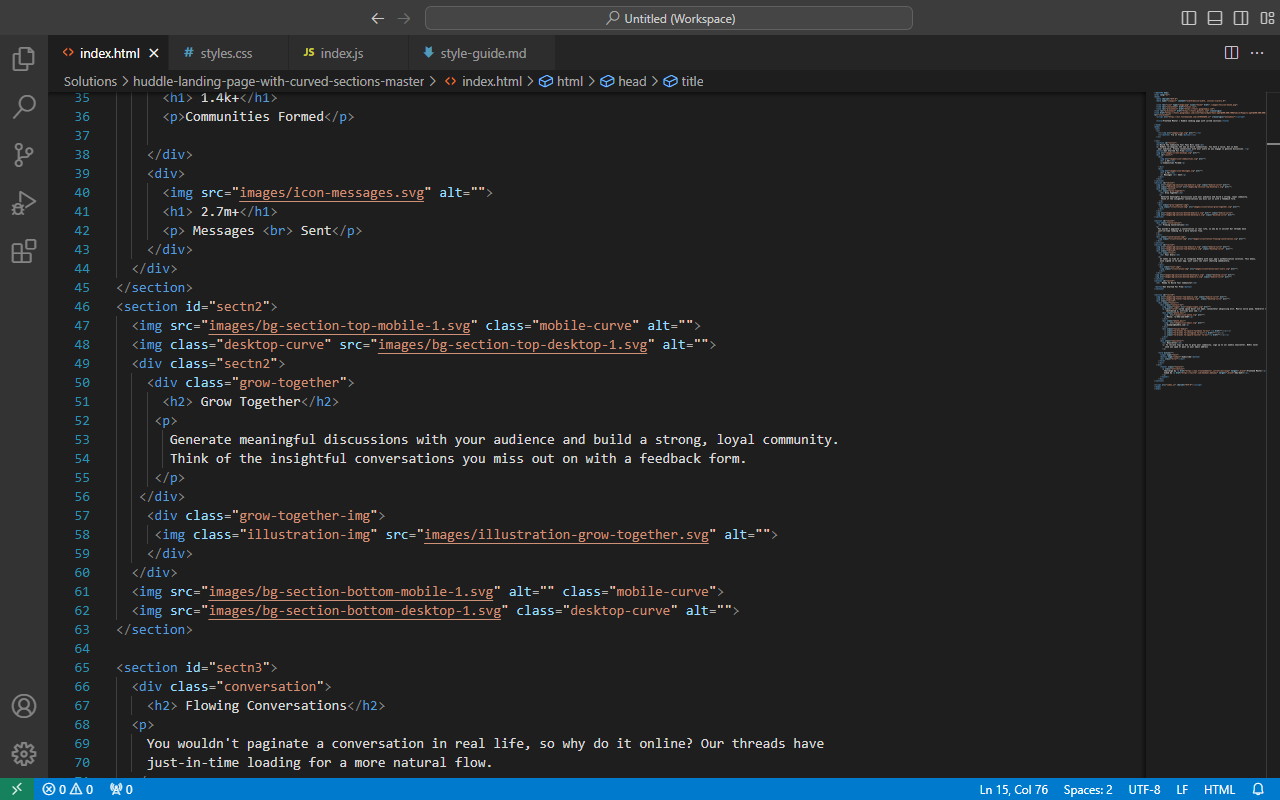 Untitled (Workspace)
index.html
styles.css
JS index.js
style-guide.md
Solutions > huddle-landing-page-with-curved-sections-master > index.html > html > head > title
35 <h1> 1.4k+</h1>
36 <p>Communities Formed</p>
37
38 </div>
39 <div>
40 <img src="images/icon-messages.svg" alt="">
41 <h1> 2.7m+</h1>
42 <p> Messages <br> Sent</p>
43 </div>
44 </div>
45 </section>
46 <section id="sectn2">
47 <img src="images/bg-section-top-mobile-1.svg" class="mobile-curve" alt="">
48 <img class="desktop-curve" src="images/bg-section-top-desktop-1.svg" alt="">
49 <div class="sectn2">
50 <div class="grow-together">
51 <h2> Grow Together</h2>
52 <p>
53 Generate meaningful discussions with your audience and build a strong, loyal community.
54 Think of the insightful conversations you miss out on with a feedback form.
55 </p>
56 </div>
57 <div class="grow-together-img">
58 <img class="illustration-img" src="images/illustration-grow-together.svg" alt="">
59 </div>
60 </div>
61 <img src="images/bg-section-bottom-mobile-1.svg" alt="" class="mobile-curve">
62 <img src="images/bg-section-bottom-desktop-1.svg" class="desktop-curve" alt="">
63 </section>
64
65 <section id="sectn3">
66 <div class="conversation">
67 <h2> Flowing Conversations</h2>
68 <p>
69 You wouldn't paginate a conversation in real life, so why do it online? Our threads have
70 just-in-time loading for a more natural flow.
0 0 0
Ln 15, Col 76 Spaces: 2 UTF-8 LF HTML